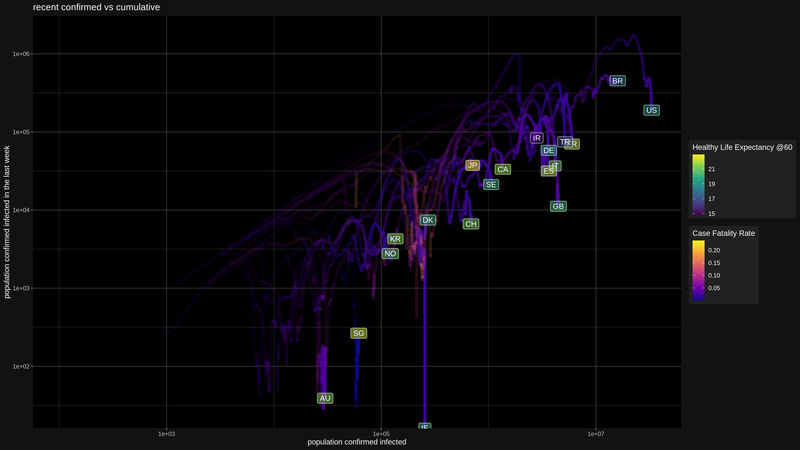 recent confirmed vs cumulative
1e+06
BR
US
1e+05
IR
TR
DE
Healthy Life Expectancy @60
JP
CA
IT
ES
21
19
17
15
SE
1e+04
GB
DK
CH
Case Fatality Rate
KR
NO
0.20
0.15
0.10
0.05
1e+03
SG
1e+02
AU
1e+03
1e+05
1e+07
population confirmed infected
population confirmed infected in the last week